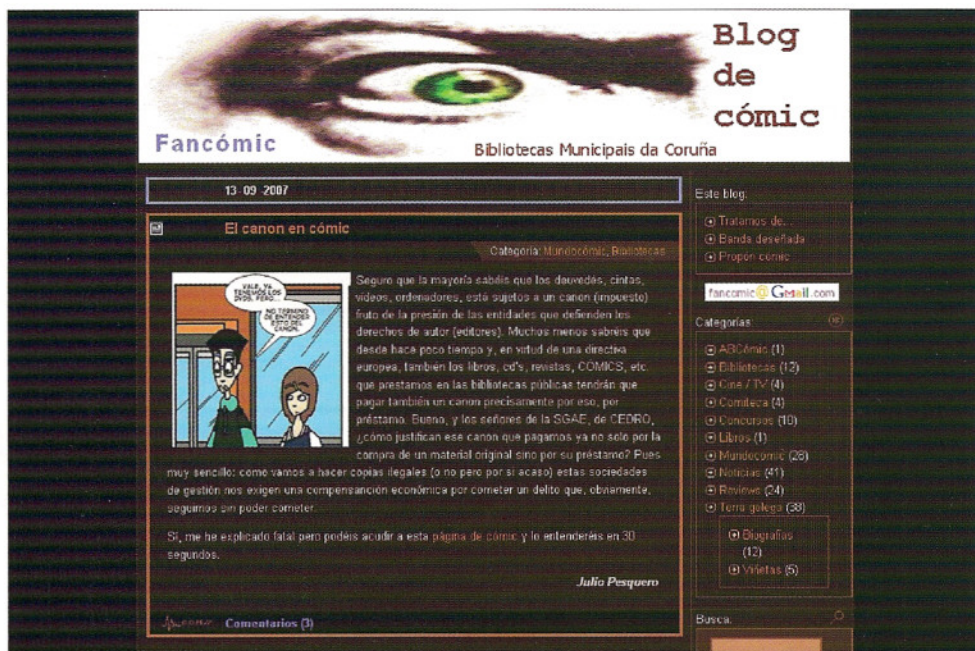 Blog
de
cómic
Fancómic
Bibliotecas Municipais da Coruña
13-09-2007
El canon en cómic
Categoría: Mundocómic, Bibliotecas
VALE, YA
TENEMOS LOS
DVDS, PERO...
NO TERMINO
DE ENTENDER
ESTO DEL
CANON.
Seguro que la mayoría sabéis que los deuvedés, cintas,
vídeos, ordenadores, está sujetos a un canon (impuesto)
fruto de la presión de las entidades que defienden los
derechos de autor (editores). Muchos menos sabréis que
desde hace poco tiempo y, en virtud de una directiva
europea, también los libros, cd's, revistas, CÓMICS, etc.
que prestamos en las bibliotecas públicas tendrán que
pagar también un canon precisamente por eso, por
préstamo. Bueno, y los señores de la SGAE, de CEDRO,
¿cómo justifican ese canon que pagamos ya no solo por la
compra de un material original sino por su préstamo? Pues
muy sencillo: como vamos a hacer copias ilegales (o no pero por si acaso) estas sociedades
de gestión nos exigen una compensanción económica por cometer un delito que, obviamente,
seguimos sin poder cometer.
Sí, me he explicado fatal pero podéis acudir a esta página de cómic y lo entenderéis en 30
segundos.
Julio Pesquero
Comentarios (3)
Este blog:
Tratamos de...
Banda deseñada
Propón cómic
fancomic@Gmail.com
Categorías:
ABCómic (1)
Bibliotecas (12)
Cine / TV (4)
Comiteca (4)
Concursos (10)
Libros (1)
Mundocomic (28)
Noticias (41)
Reviews (24)
Terra galega (38)
Biografías
(12)
Viñetas (5)
Busca: